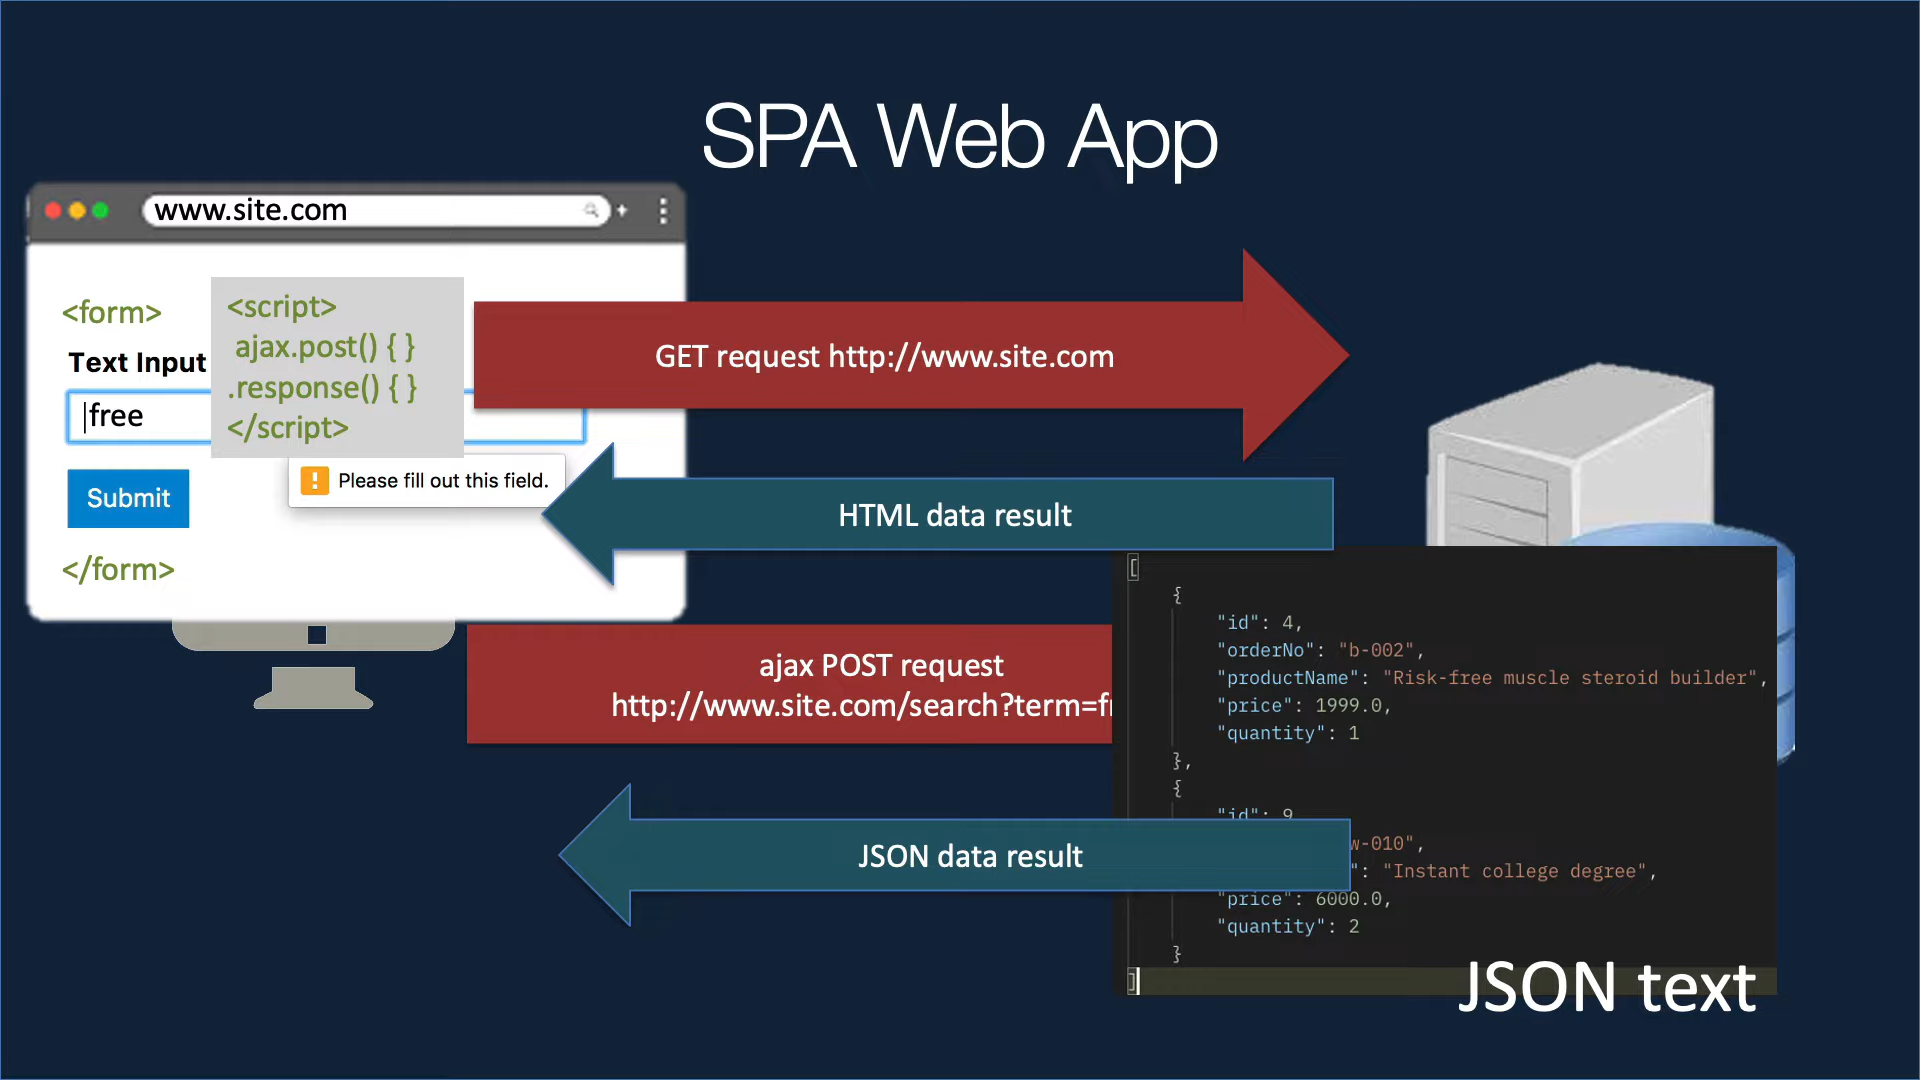 SPA Web App
www.site.com
<form>
<script>
ajax.post() { }
.response() { }
</script>
Text Input
free
Please fill out this field.
Submit
</form>
GET request http://www.site.com
HTML data result
ajax POST request
http://www.site.com/search?term=f
JSON data result
[
{
"id": 4,
"orderNo": "b-002",
"productName": "Risk-free muscle steroid builder",
"price": 1999.0,
"quantity": 1
},
{
"id": 9
w-010",
": "Instant college degree",
"price": 6000.0,
"quantity": 2
}
]
JSON text